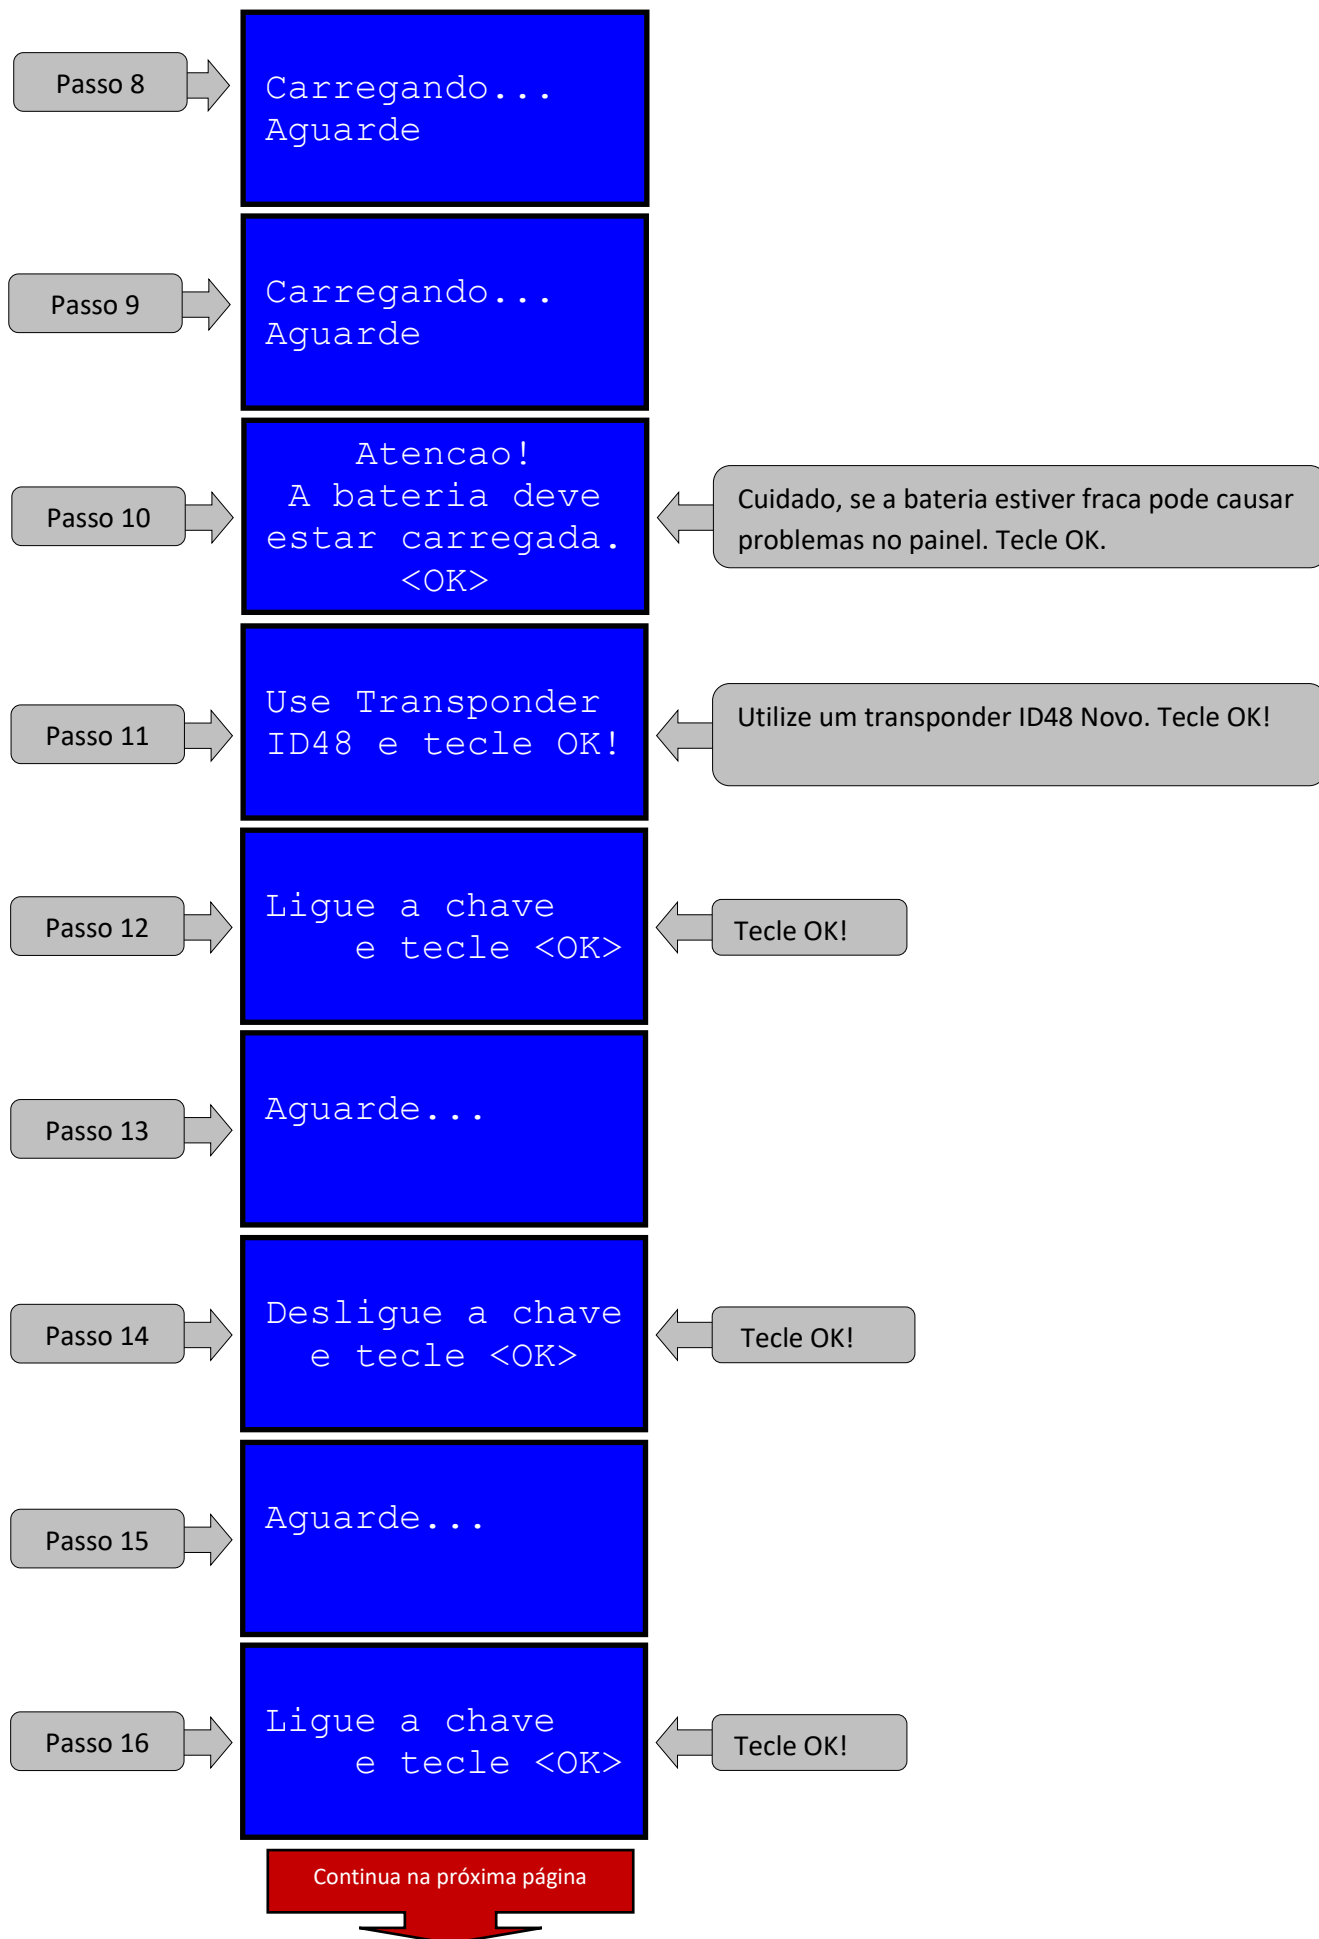 Passo 8
Carregando...
Aguarde
Passo 9
Carregando...
Aguarde
Passo 10
Atencao!
A bateria deve
estar carregada.
<OK>
Cuidado, se a bateria estiver fraca pode causar
problemas no painel. Tecle OK.
Passo 11
Use Transponder
ID48 e tecle OK!
Utilize um transponder ID48 Novo. Tecle OK!
Passo 12
Ligue a chave
e tecle <OK>
Tecle OK!
Passo 13
Aguarde...
Passo 14
Desligue a chave
e tecle <OK>
Tecle OK!
Passo 15
Aguarde...
Passo 16
Ligue a chave
e tecle <OK>
Tecle OK!
Continua na próxima página